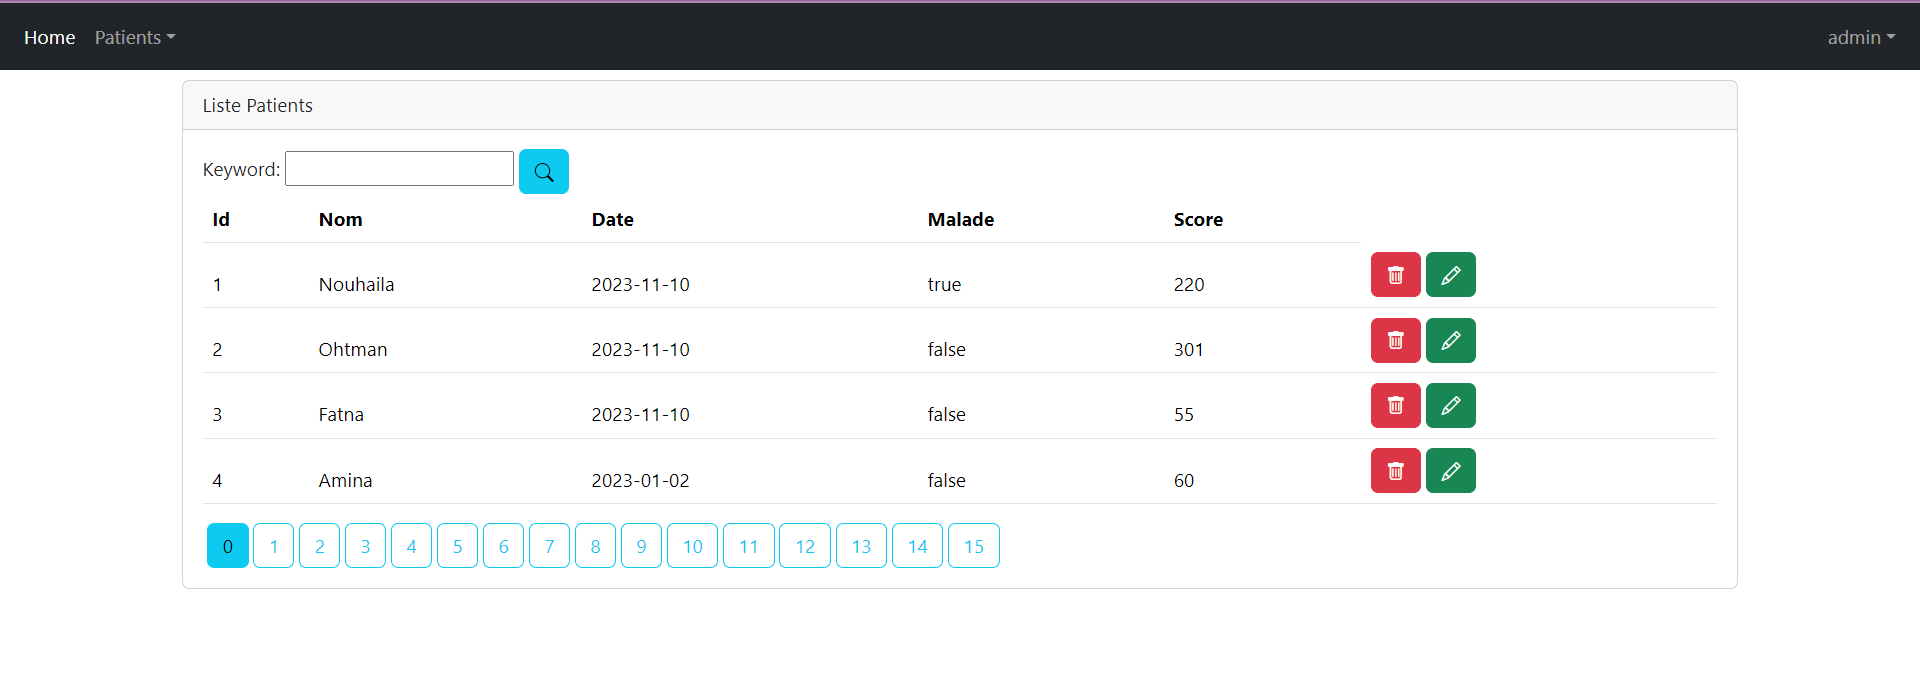 Home Patients admin
Liste Patients
Keyword:
Id Nom Date Malade Score
1 Nouhaila 2023-11-10 true 220
2 Ohtman 2023-11-10 false 301
3 Fatna 2023-11-10 false 55
4 Amina 2023-01-02 false 60
0 1 2 3 4 5 6 7 8 9 10 11 12 13 14 15